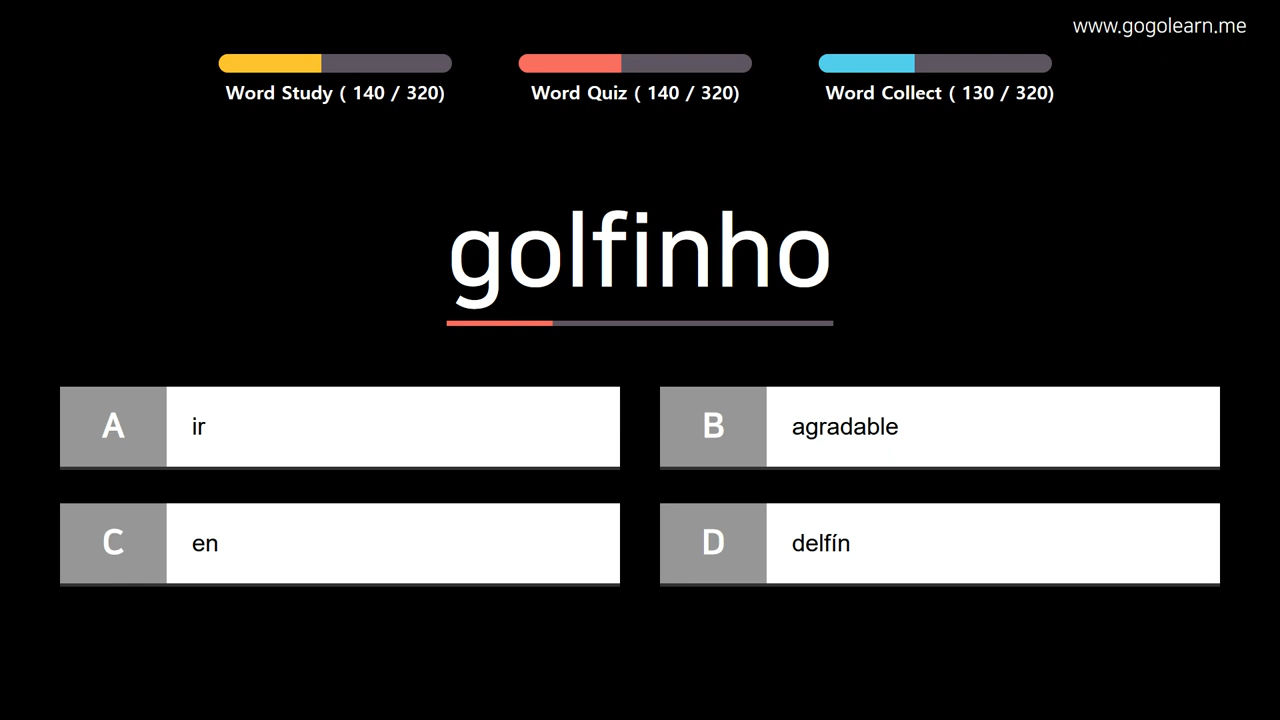 www.gogolearn.me
Word Study ( 140 / 320)
Word Quiz ( 140 / 320)
Word Collect ( 130 / 320)
golfinho
A ir
B agradable
C en
D delfín